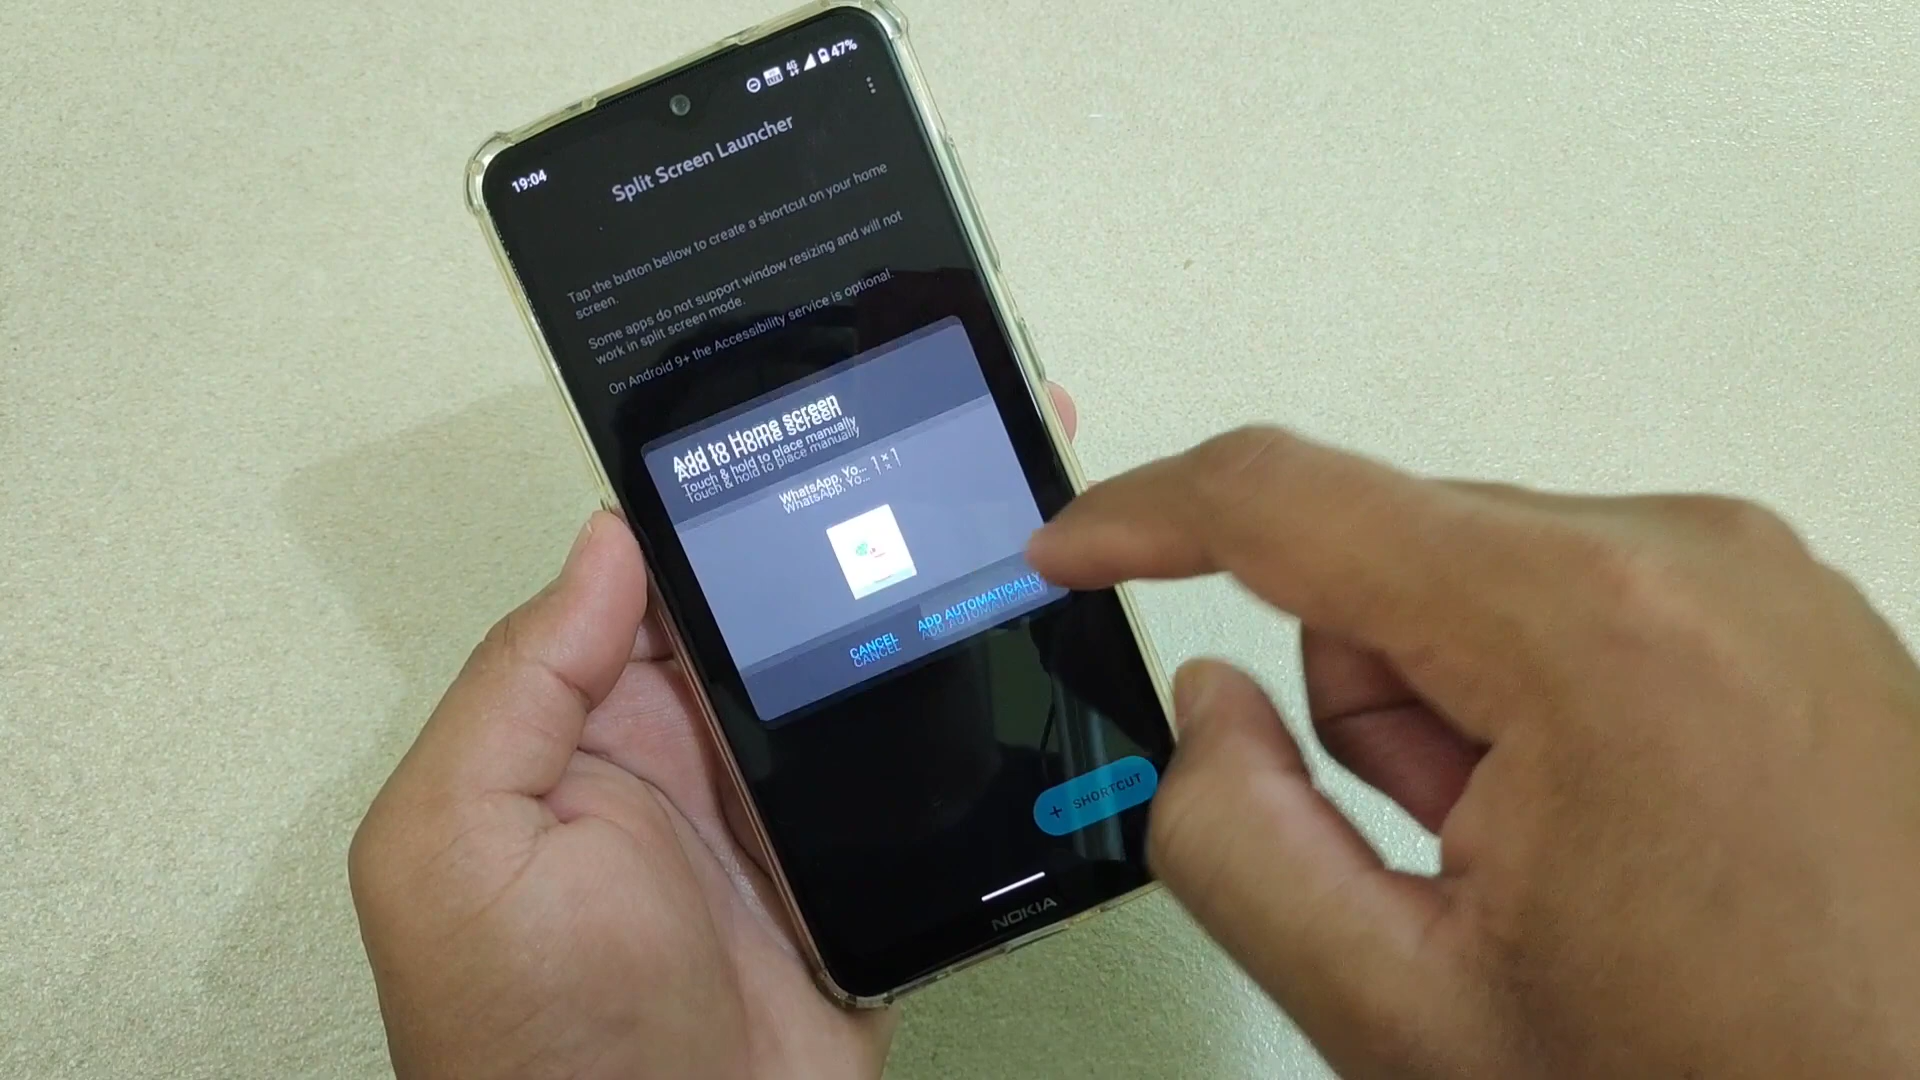 19:04
4G
47%
Split Screen Launcher
Tap the button bellow to create a shortcut on your home
screen.
Some apps do not support window resizing and will not
work in split screen mode.
On Android 9+ the Accessibility service is optional.
Add to Home screen
Touch & hold to place manually
WhatsApp, Yo... 1 × 1
CANCEL
ADD AUTOMATICALLY
+ SHORTCUT
NOKIA